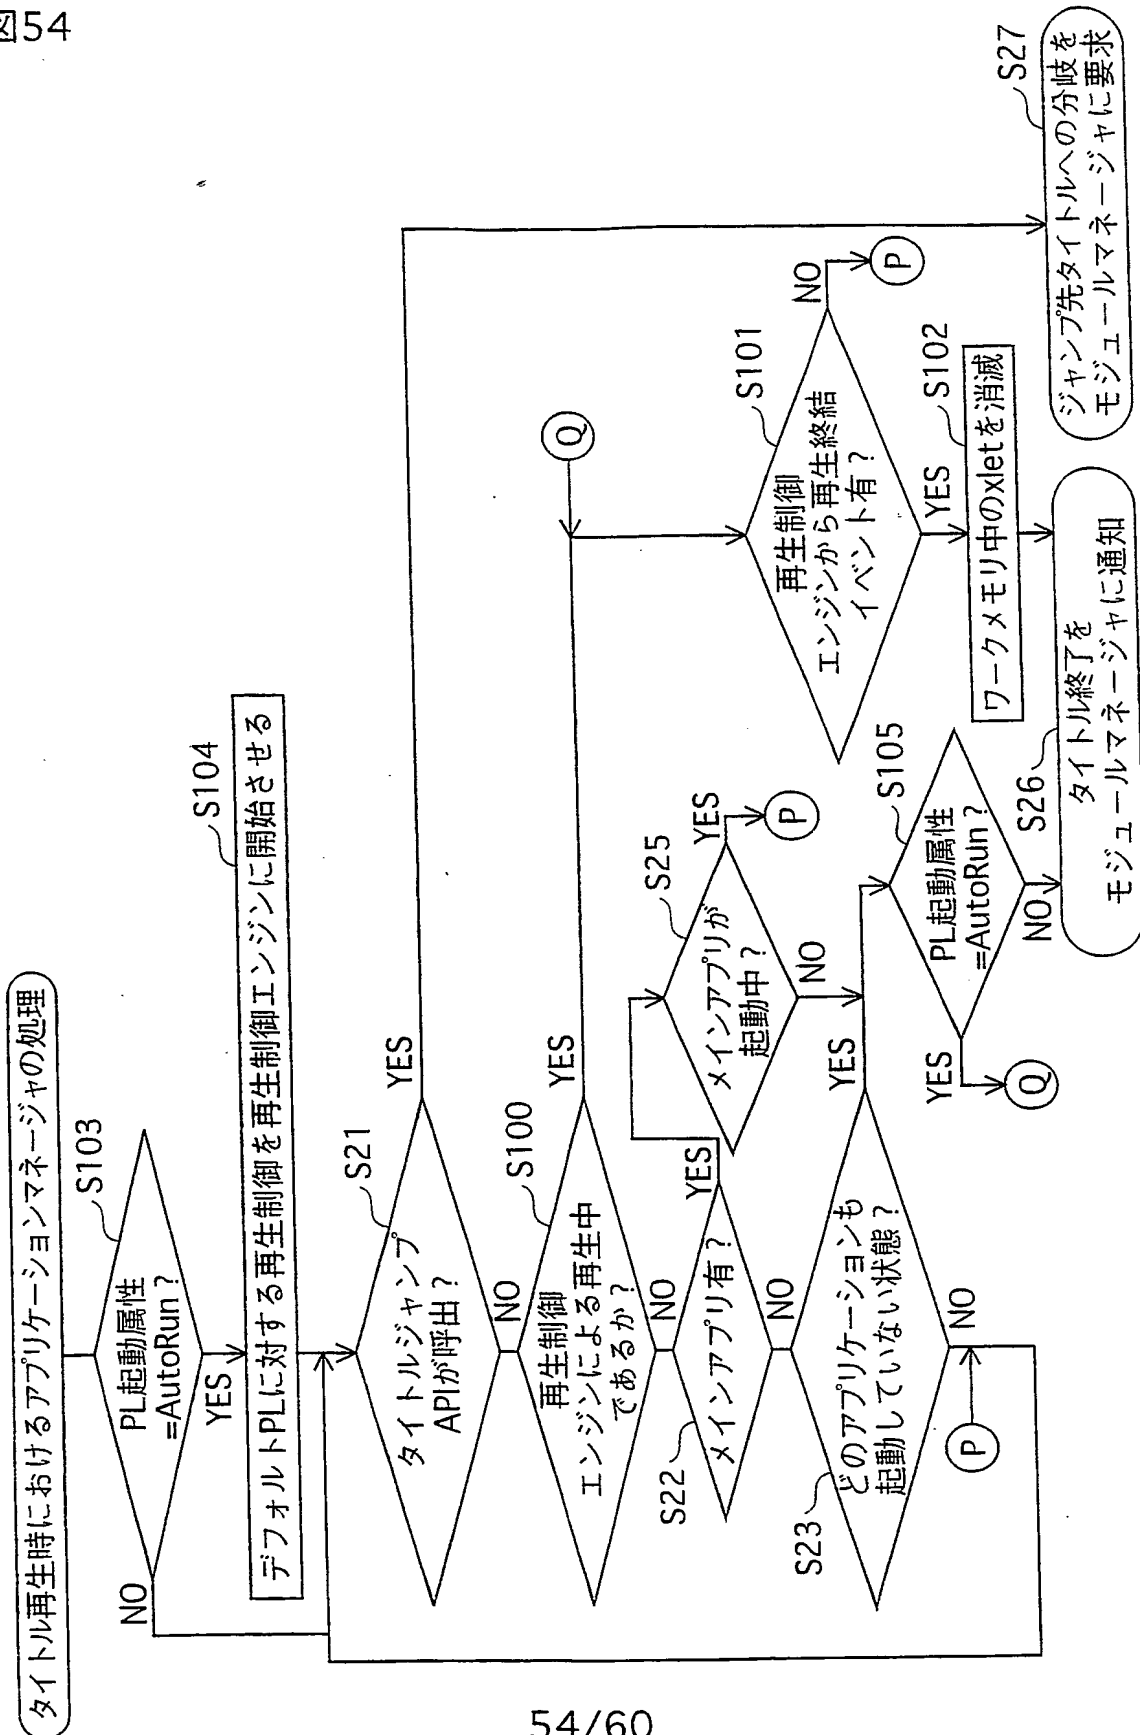 図54
タイトル再生時におけるアプリケーションマネージャの処理
S103
PL起動属性
=AutoRun？
NO
YES
S104
デフォルトPLに対する再生制御を再生制御エンジンに開始させる
S21
タイトルジャンプ
APIが呼出？
YES
NO
S100
再生制御
エンジンによる再生中
であるか？
YES
NO
S22
メインアプリ有？
YES
NO
S25
メインアプリが
起動中？
YES
P
NO
S23
どのアプリケーションも
起動していない状態？
YES
NO
P
S105
PL起動属性
=AutoRun？
YES
Q
NO
Q
S101
再生制御
エンジンから再生終結
イベント有？
NO
P
YES
S102
ワークメモリ中のxletを消滅
S26
タイトル終了を
モジュールマネージャに通知
S27
ジャンプ先タイトルへの分岐を
モジュールマネージャに要求
54/60